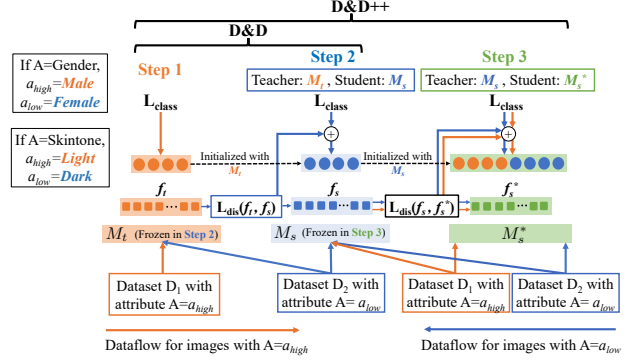 D&D++
D&D
Step 1
Step 2
Step 3
If A=Gender,
a_high=Male
a_low=Female
If A=Skintone,
a_high=Light
a_low=Dark
Teacher: M_t , Student: M_s
Teacher: M_s , Student: M_s*
L_class
L_class
L_class
+
+
Initialized with
M_t
Initialized with
M_s
f_t
f_s
f_s*
...
L_dis(f_t, f_s)
...
L_dis(f_s, f_s*)
...
M_t (Frozen in Step 2)
M_s (Frozen in Step 3)
M_s*
Dataset D₁ with
attribute A=a_high
Dataset D₂ with
attribute A= a_low
Dataset D₁ with
attribute A=a_high
Dataset D₂ with
attribute A= a_low
Dataflow for images with A=a_high
Dataflow for images with A=a_low